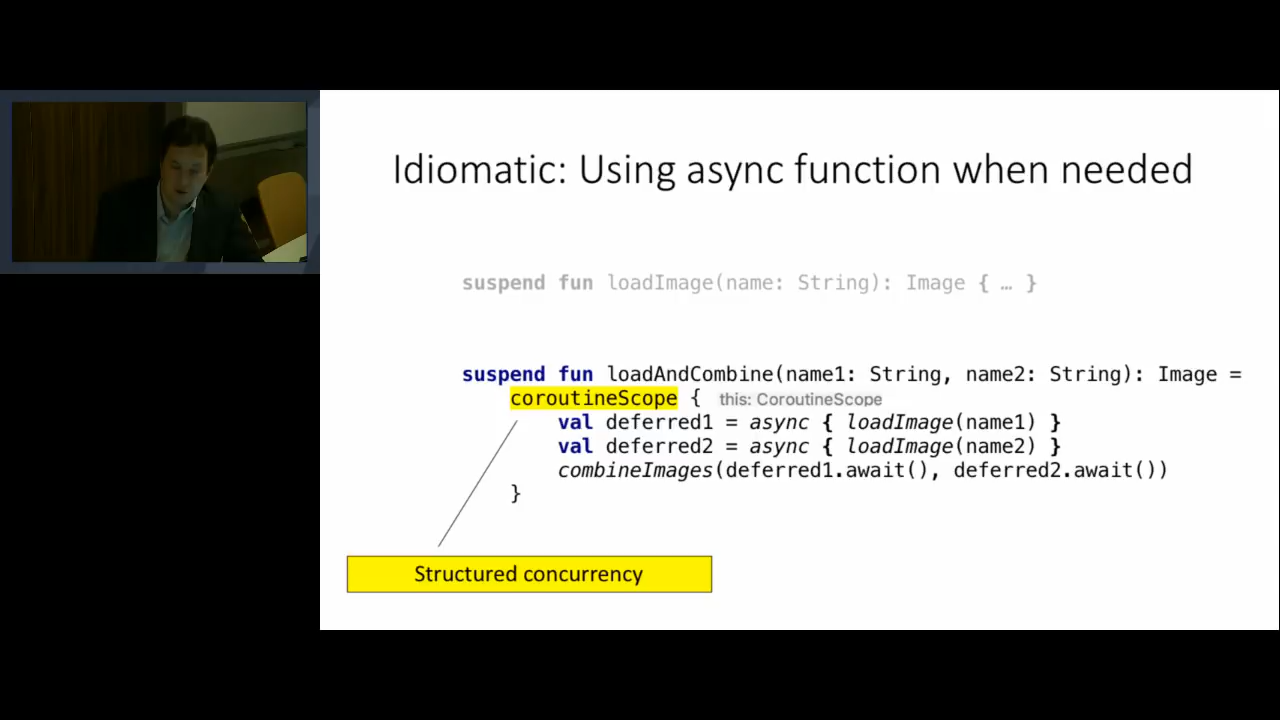 Idiomatic: Using async function when needed
suspend fun loadImage(name: String): Image { … }
suspend fun loadAndCombine(name1: String, name2: String): Image =
coroutineScope { this: CoroutineScope
val deferred1 = async { loadImage(name1) }
val deferred2 = async { loadImage(name2) }
combineImages(deferred1.await(), deferred2.await())
}
Structured concurrency